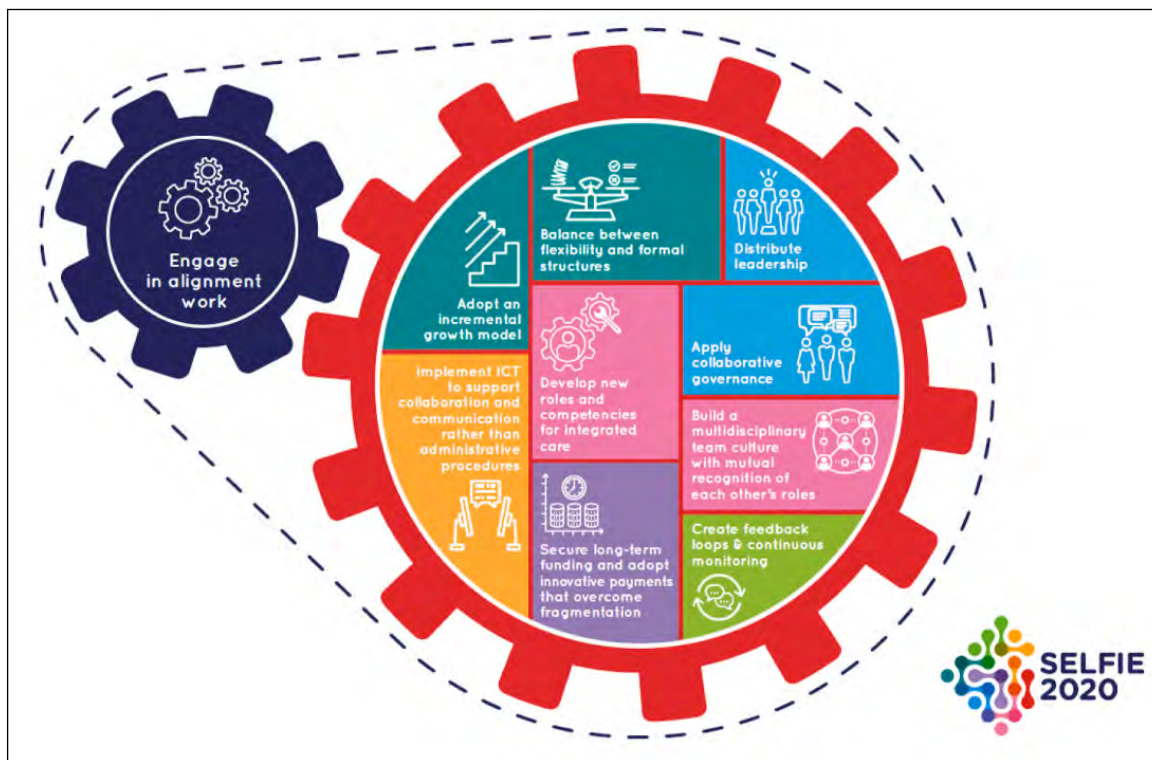 Engage
in alignment
work
Adopt an
incremental
growth model
Balance between
flexibility and formal
structures
Distribute
leadership
Implement ICT
to support
collaboration and
communication
rather than
administrative
procedures
Develop new
roles and
competencies
for integrated
care
Apply
collaborative
governance
Build a
multidisciplinary
team culture
with mutual
recognition of
each other's roles
Secure long-term
funding and adopt
innovative payments
that overcome
fragmentation
Create feedback
loops & continuous
monitoring
SELFIE
2020